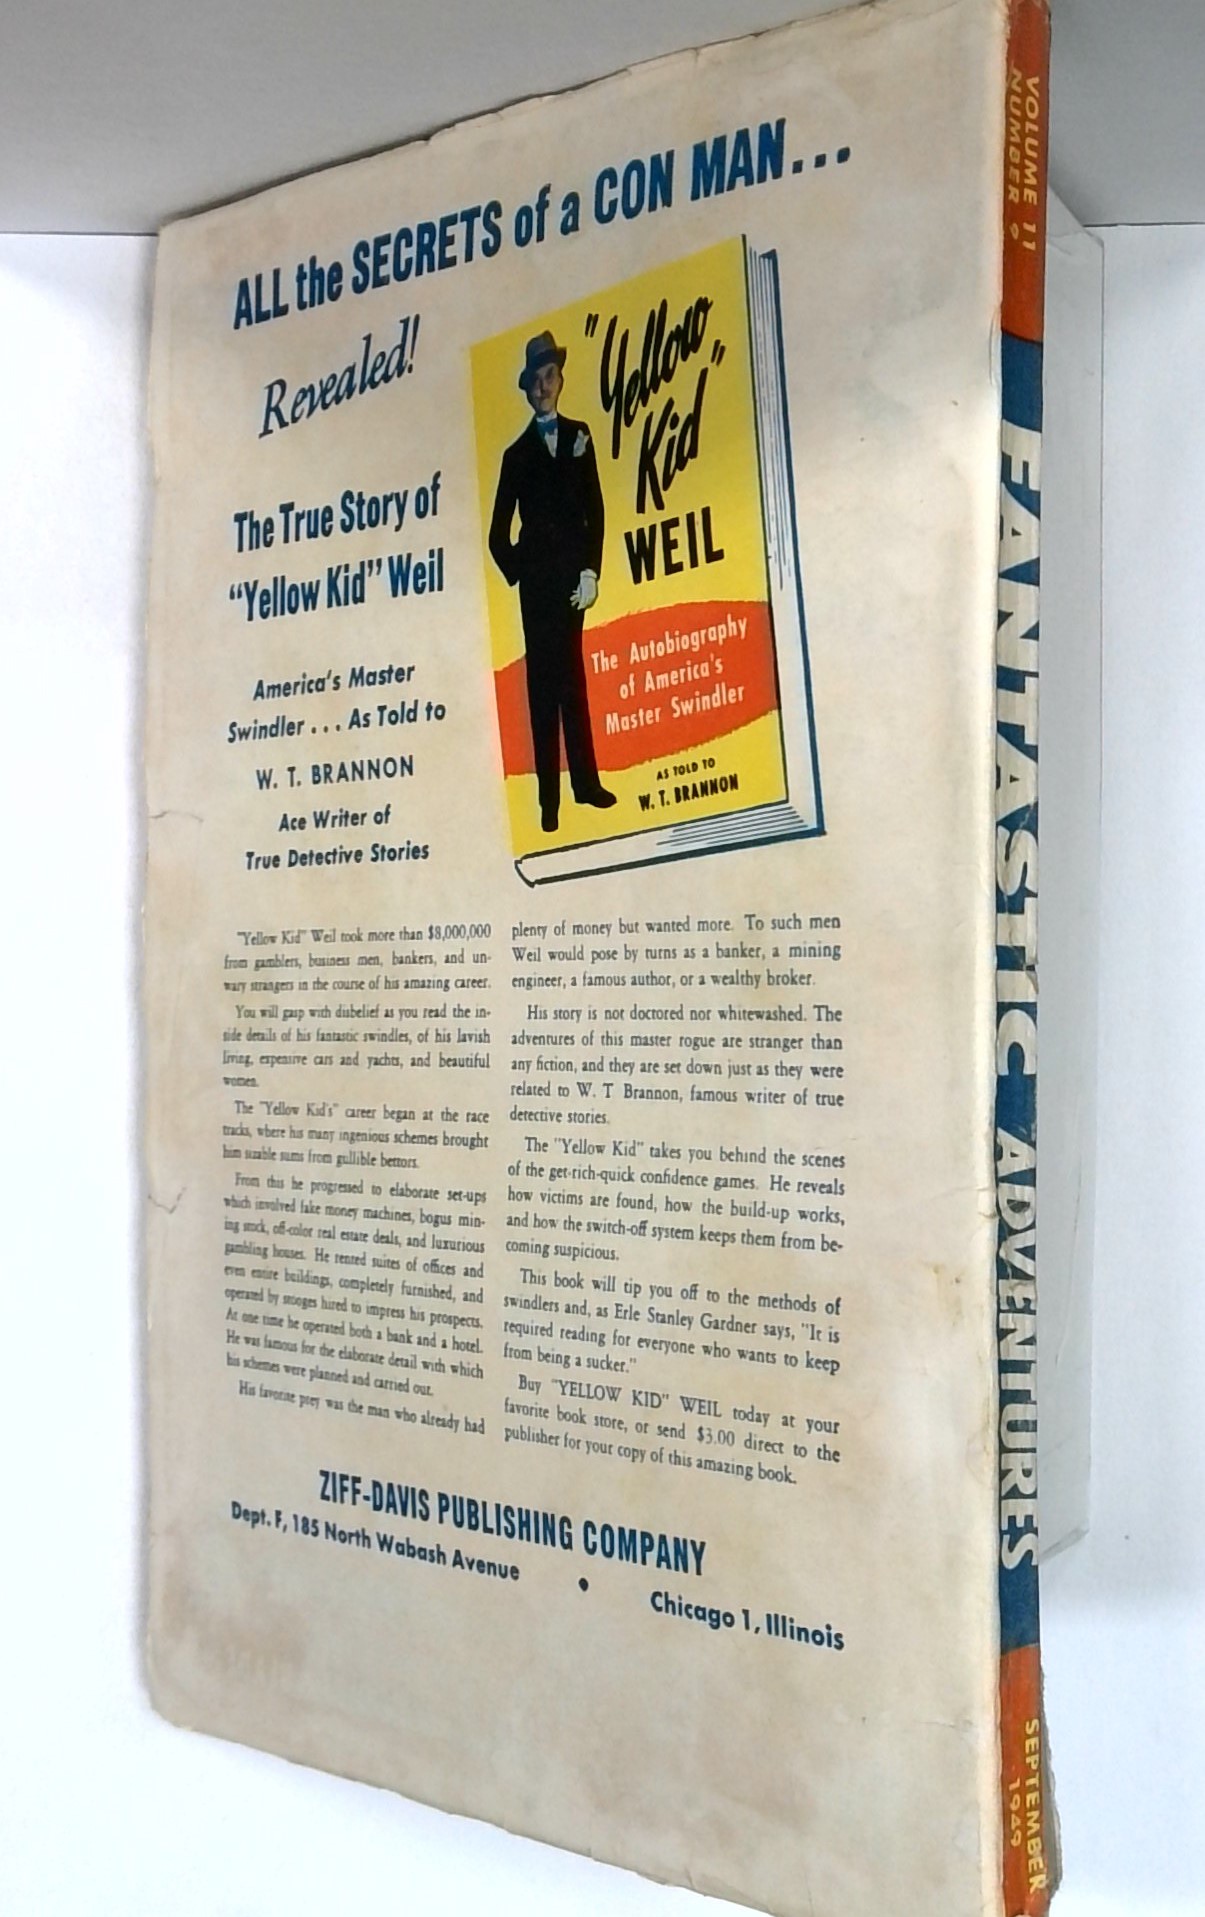 ALL the SECRETS of a CON MAN...
Revealed!
The True Story of
"Yellow Kid" Weil
America's Master
Swindler . . . As Told to
W. T. BRANNON
Ace Writer of
True Detective Stories
"Yellow
Kid"
WEIL
The Autobiography
of America's
Master Swindler
AS TOLD TO
W. T. BRANNON
"Yellow Kid" Weil took more than $8,000,000
from gamblers, business men, bankers, and un-
wary strangers in the course of his amazing career.
You will gasp with disbelief as you read the in-
side details of his fantastic swindles, of his lavish
living, expensive cars and yachts, and beautiful
women.
The "Yellow Kid's" career began at the race
tracks, where his many ingenious schemes brought
him sizable sums from gullible bettors.
From this he progressed to elaborate set-ups
which involved fake money machines, bogus min-
ing stock, off-color real estate deals, and luxurious
gambling houses. He rented suites of offices and
even entire buildings, completely furnished, and
operated by stooges hired to impress his prospects.
At one time he operated both a bank and a hotel.
He was famous for the elaborate detail with which
his schemes were planned and carried out.
His favorite prey was the man who already had
plenty of money but wanted more. To such men
Weil would pose by turns as a banker, a mining
engineer, a famous author, or a wealthy broker.
His story is not doctored nor whitewashed. The
adventures of this master rogue are stranger than
any fiction, and they are set down just as they were
related to W. T Brannon, famous writer of true
detective stories.
The "Yellow Kid" takes you behind the scenes
of the get-rich-quick confidence games. He reveals
how victims are found, how the build-up works,
and how the switch-off system keeps them from be-
coming suspicious.
This book will tip you off to the methods of
swindlers and, as Erle Stanley Gardner says, "It is
required reading for everyone who wants to keep
from being a sucker."
Buy "YELLOW KID" WEIL today at your
favorite book store, or send $3.00 direct to the
publisher for your copy of this amazing book.
ZIFF-DAVIS PUBLISHING COMPANY
Dept. F, 185 North Wabash Avenue • Chicago 1, Illinois
VOLUME 11
NUMBER 9
FANTASTIC ADVENTURES
SEPTEMBER
1949